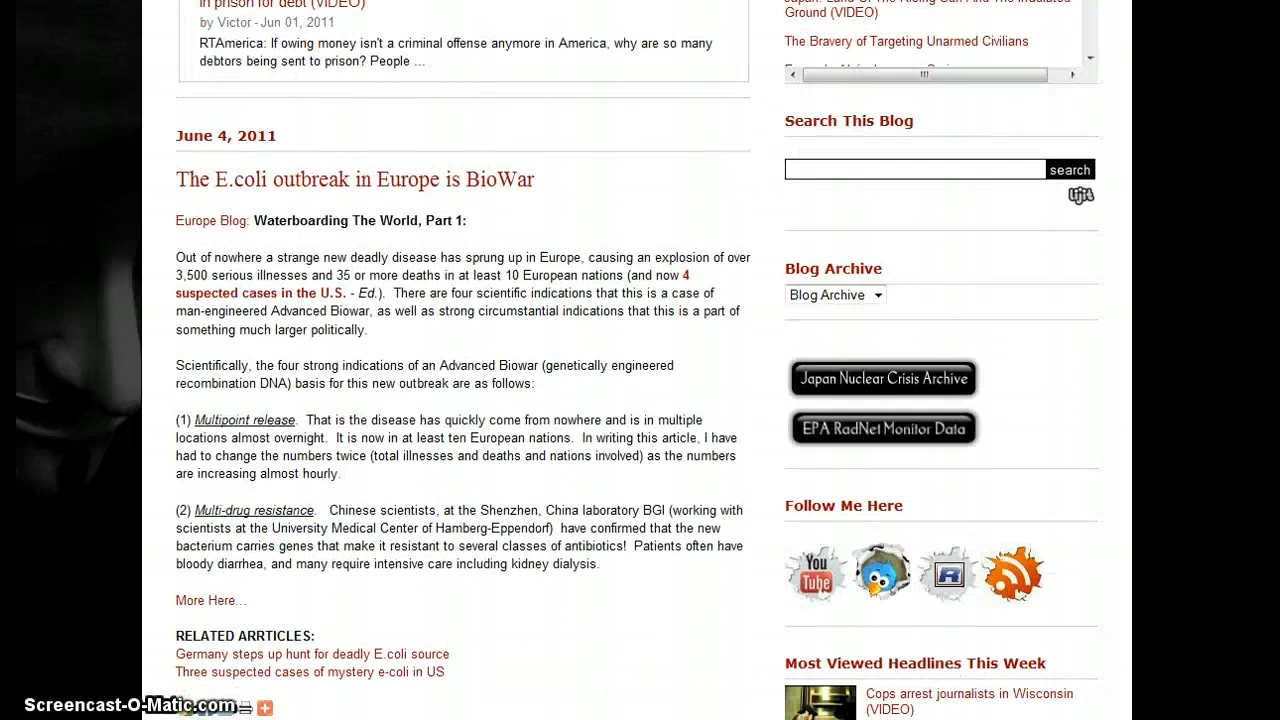 in prison for debt (VIDEO)
by Victor - Jun 01, 2011
RTAmerica: If owing money isn't a criminal offense anymore in America, why are so many
debtors being sent to prison? People ...
June 4, 2011
The E.coli outbreak in Europe is BioWar
Europe Blog: Waterboarding The World, Part 1:
Out of nowhere a strange new deadly disease has sprung up in Europe, causing an explosion of over
3,500 serious illnesses and 35 or more deaths in at least 10 European nations (and now 4
suspected cases in the U.S. - Ed.).  There are four scientific indications that this is a case of
man-engineered Advanced Biowar, as well as strong circumstantial indications that this is a part of
something much larger politically.
Scientifically, the four strong indications of an Advanced Biowar (genetically engineered
recombination DNA) basis for this new outbreak are as follows:
(1) Multipoint release.  That is the disease has quickly come from nowhere and is in multiple
locations almost overnight.  It is now in at least ten European nations.  In writing this article, I have
had to change the numbers twice (total illnesses and deaths and nations involved) as the numbers
are increasing almost hourly.
(2) Multi-drug resistance.   Chinese scientists, at the Shenzhen, China laboratory BGI (working with
scientists at the University Medical Center of Hamberg-Eppendorf)  have confirmed that the new
bacterium carries genes that make it resistant to several classes of antibiotics!  Patients often have
bloody diarrhea, and many require intensive care including kidney dialysis.
More Here...
RELATED ARRTICLES:
Germany steps up hunt for deadly E.coli source
Three suspected cases of mystery e-coli in US
Ground (VIDEO)
The Bravery of Targeting Unarmed Civilians
Search This Blog
search
lijit
Blog Archive
Blog Archive
Japan Nuclear Crisis Archive
EPA RadNet Monitor Data
Follow Me Here
You
Tube
R
Most Viewed Headlines This Week
Cops arrest journalists in Wisconsin
(VIDEO)
Screencast-O-Matic.com